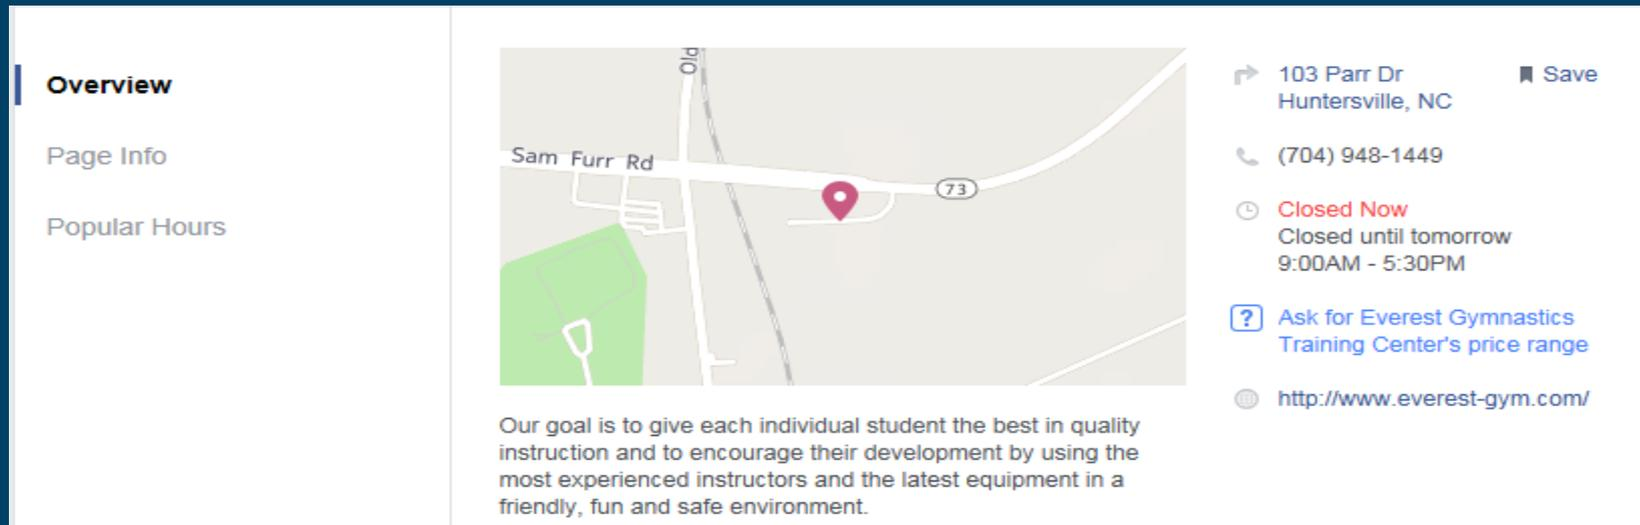 Overview
Page Info
Popular Hours
Old
Sam Furr Rd
73
103 Parr Dr
Huntersville, NC
Save
(704) 948-1449
Closed Now
Closed until tomorrow
9:00AM - 5:30PM
? Ask for Everest Gymnastics
Training Center's price range
http://www.everest-gym.com/
Our goal is to give each individual student the best in quality
instruction and to encourage their development by using the
most experienced instructors and the latest equipment in a
friendly, fun and safe environment.